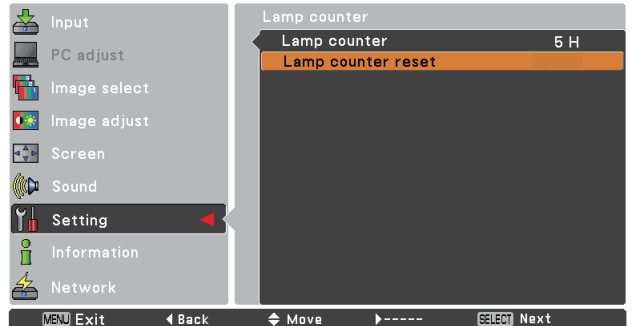 Input
PC adjust
Image select
Image adjust
Screen
Sound
Setting
Information
Network
Lamp counter
Lamp counter 5 H
Lamp counter reset
MENU Exit Back Move ----- SELECT Next